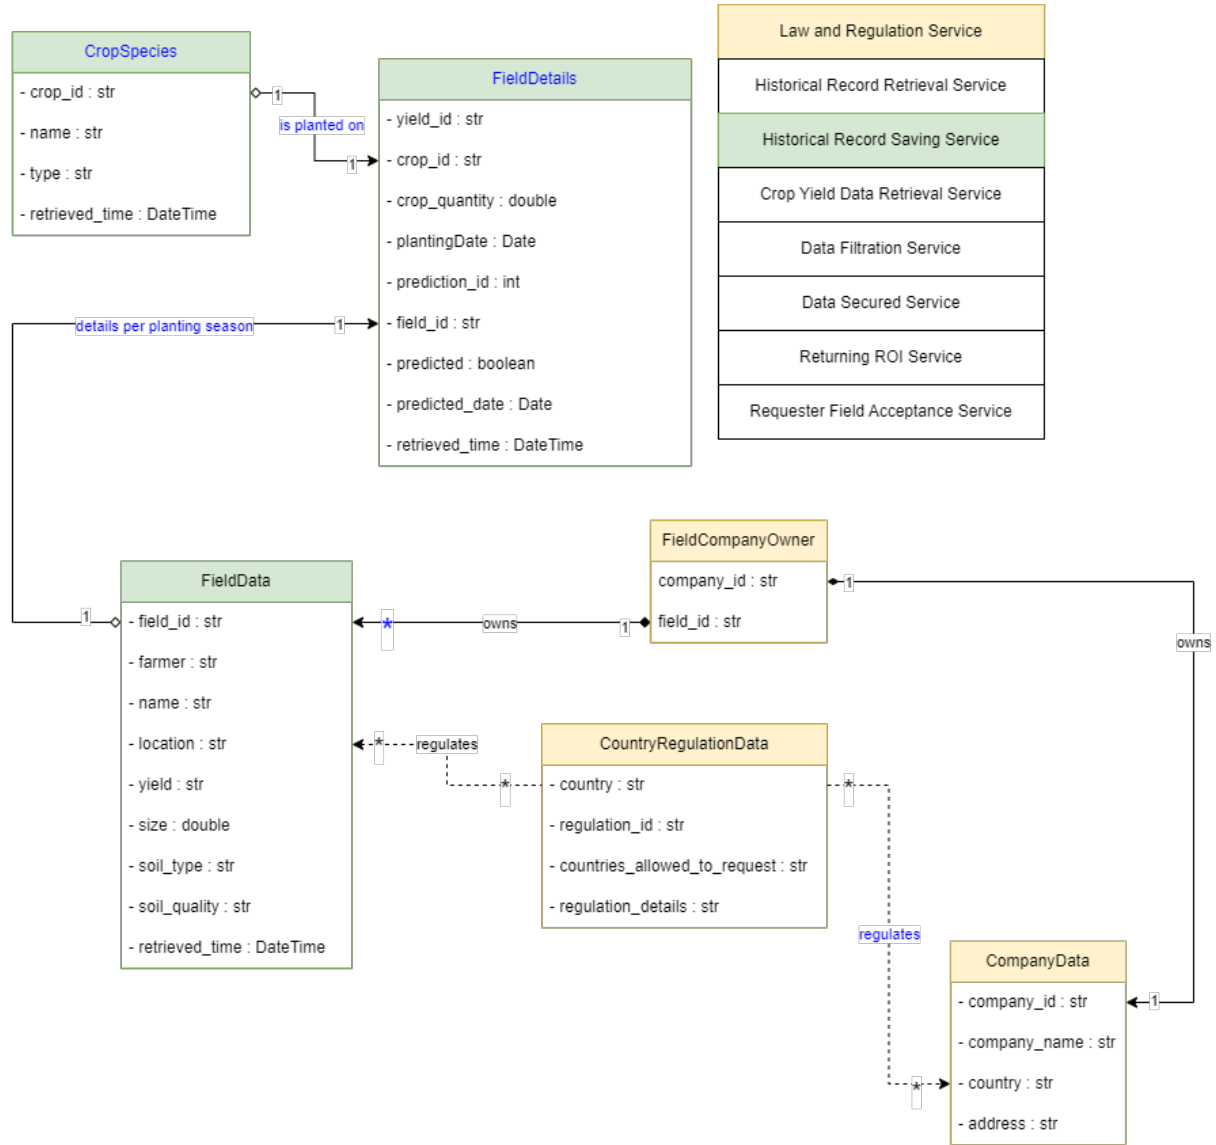 CropSpecies
- crop_id : str
- name : str
- type : str
- retrieved_time : DateTime
1
is planted on
1
FieldDetails
- yield_id : str
- crop_id : str
- crop_quantity : double
- plantingDate : Date
- prediction_id : int
- field_id : str
- predicted : boolean
- predicted_date : Date
- retrieved_time : DateTime
Law and Regulation Service
Historical Record Retrieval Service
Historical Record Saving Service
Crop Yield Data Retrieval Service
Data Filtration Service
Data Secured Service
Returning ROI Service
Requester Field Acceptance Service
details per planting season
1
1
FieldData
- field_id : str
- farmer : str
- name : str
- location : str
- yield : str
- size : double
- soil_type : str
- soil_quality : str
- retrieved_time : DateTime
*
owns
1
FieldCompanyOwner
company_id : str
field_id : str
1
owns
1
*
regulates
*
CountryRegulationData
- country : str
- regulation_id : str
- countries_allowed_to_request : str
- regulation_details : str
*
regulates
*
CompanyData
- company_id : str
- company_name : str
- country : str
- address : str